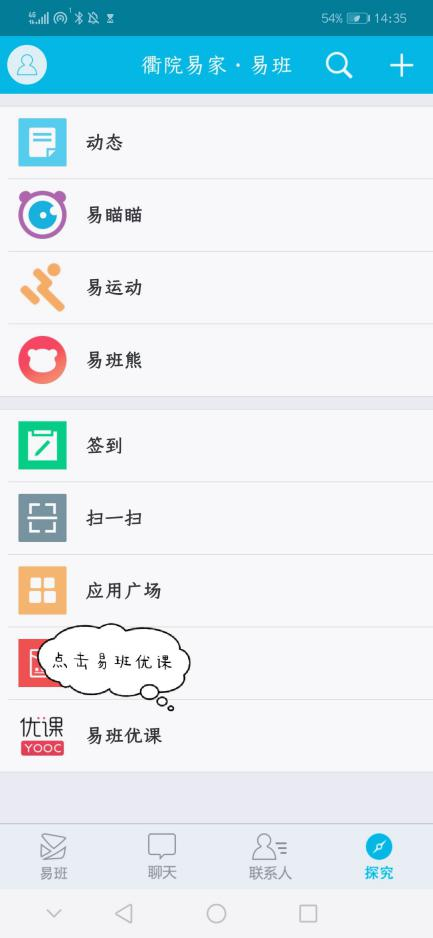 4G 1 54% 14:35
衢院易家·易班
动态
易瞄瞄
易运动
易班熊
签到
扫一扫
应用广场
点击易班优课
优课
YOOC
易班优课
易班
聊天
联系人
探究